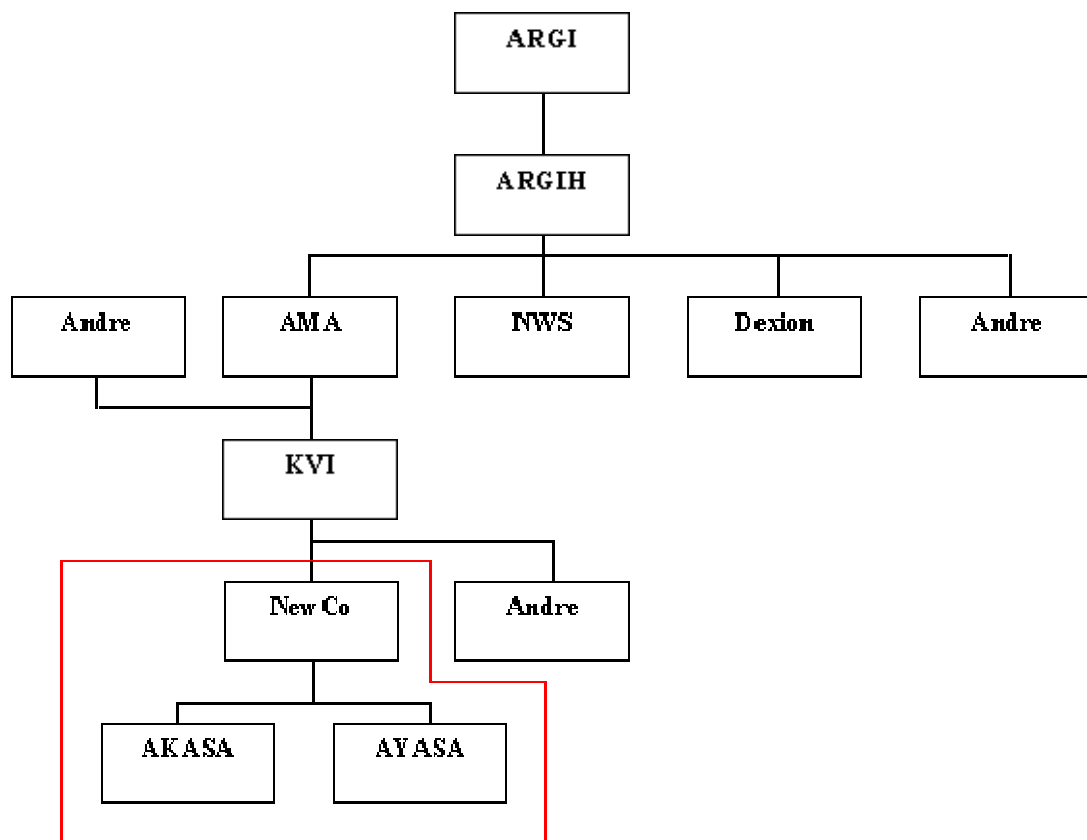 ARGI
ARGIH
Andre
AMA
NWS
Dexion
Andre
KVI
New Co
Andre
AKASA
AYASA